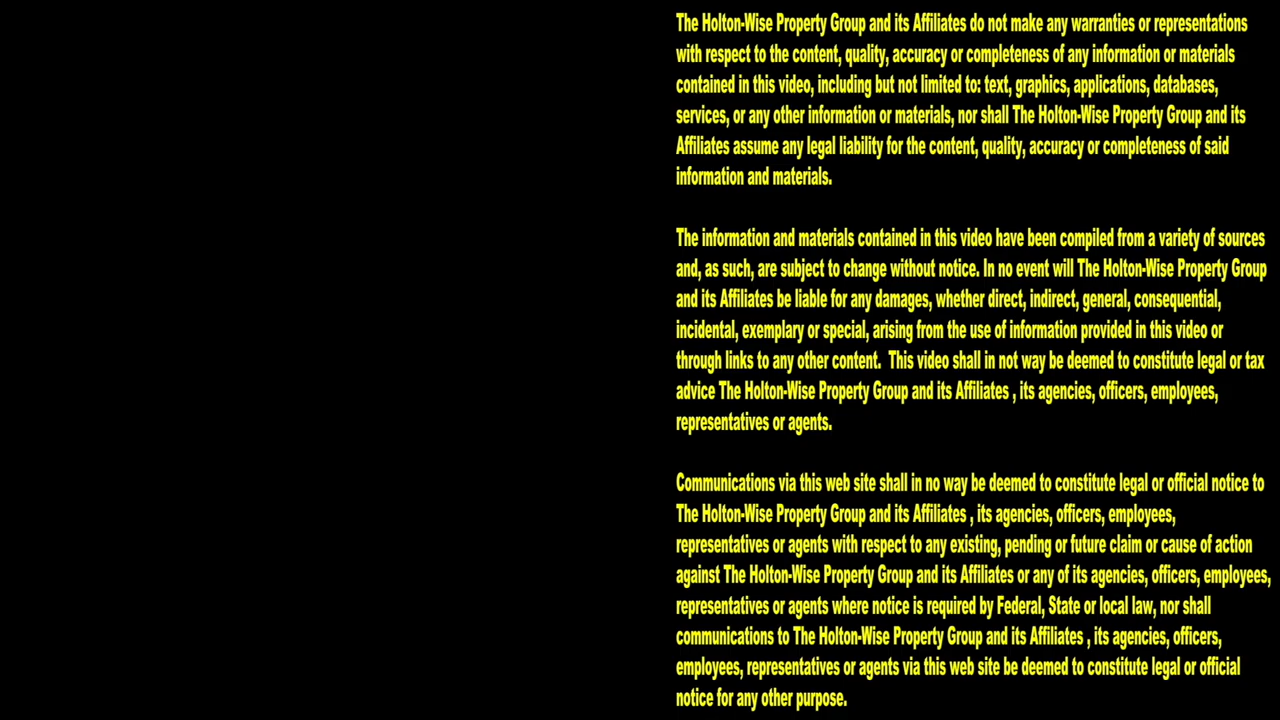 The Holton-Wise Property Group and its Affiliates do not make any warranties or representations
with respect to the content, quality, accuracy or completeness of any information or materials
contained in this video, including but not limited to: text, graphics, applications, databases,
services, or any other information or materials, nor shall The Holton-Wise Property Group and its
Affiliates assume any legal liability for the content, quality, accuracy or completeness of said
information and materials.
The information and materials contained in this video have been compiled from a variety of sources
and, as such, are subject to change without notice. In no event will The Holton-Wise Property Group
and its Affiliates be liable for any damages, whether direct, indirect, general, consequential,
incidental, exemplary or special, arising from the use of information provided in this video or
through links to any other content.  This video shall in not way be deemed to constitute legal or tax
advice The Holton-Wise Property Group and its Affiliates , its agencies, officers, employees,
representatives or agents.
Communications via this web site shall in no way be deemed to constitute legal or official notice to
The Holton-Wise Property Group and its Affiliates , its agencies, officers, employees,
representatives or agents with respect to any existing, pending or future claim or cause of action
against The Holton-Wise Property Group and its Affiliates or any of its agencies, officers, employees,
representatives or agents where notice is required by Federal, State or local law, nor shall
communications to The Holton-Wise Property Group and its Affiliates , its agencies, officers,
employees, representatives or agents via this web site be deemed to constitute legal or official
notice for any other purpose.